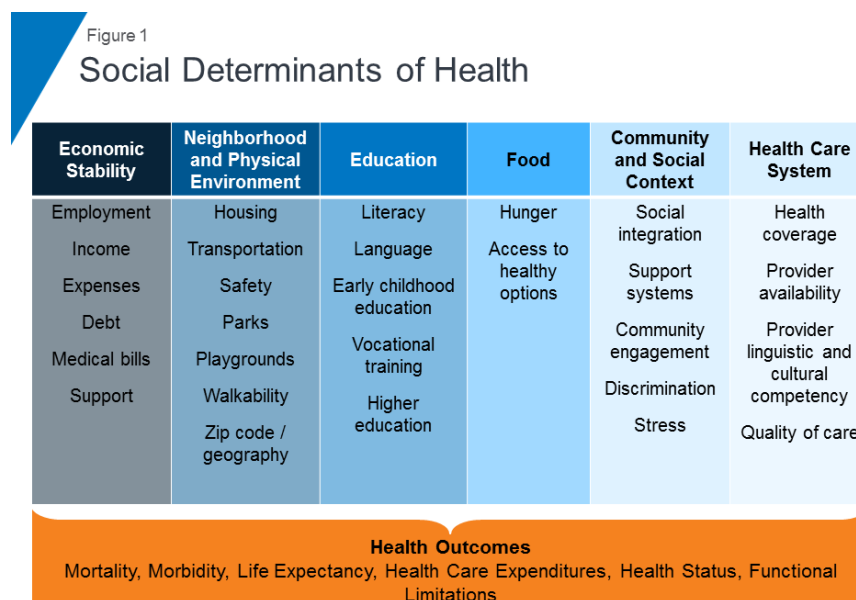 Figure 1
Social Determinants of Health
Economic
Stability
Neighborhood
and Physical
Environment
Education
Food
Community
and Social
Context
Health Care
System
Employment
Income
Expenses
Debt
Medical bills
Support
Housing
Transportation
Safety
Parks
Playgrounds
Walkability
Zip code /
geography
Literacy
Language
Early childhood
education
Vocational
training
Higher
education
Hunger
Access to
healthy
options
Social
integration
Support
systems
Community
engagement
Discrimination
Stress
Health
coverage
Provider
availability
Provider
linguistic and
cultural
competency
Quality of care
Health Outcomes
Mortality, Morbidity, Life Expectancy, Health Care Expenditures, Health Status, Functional
Limitations